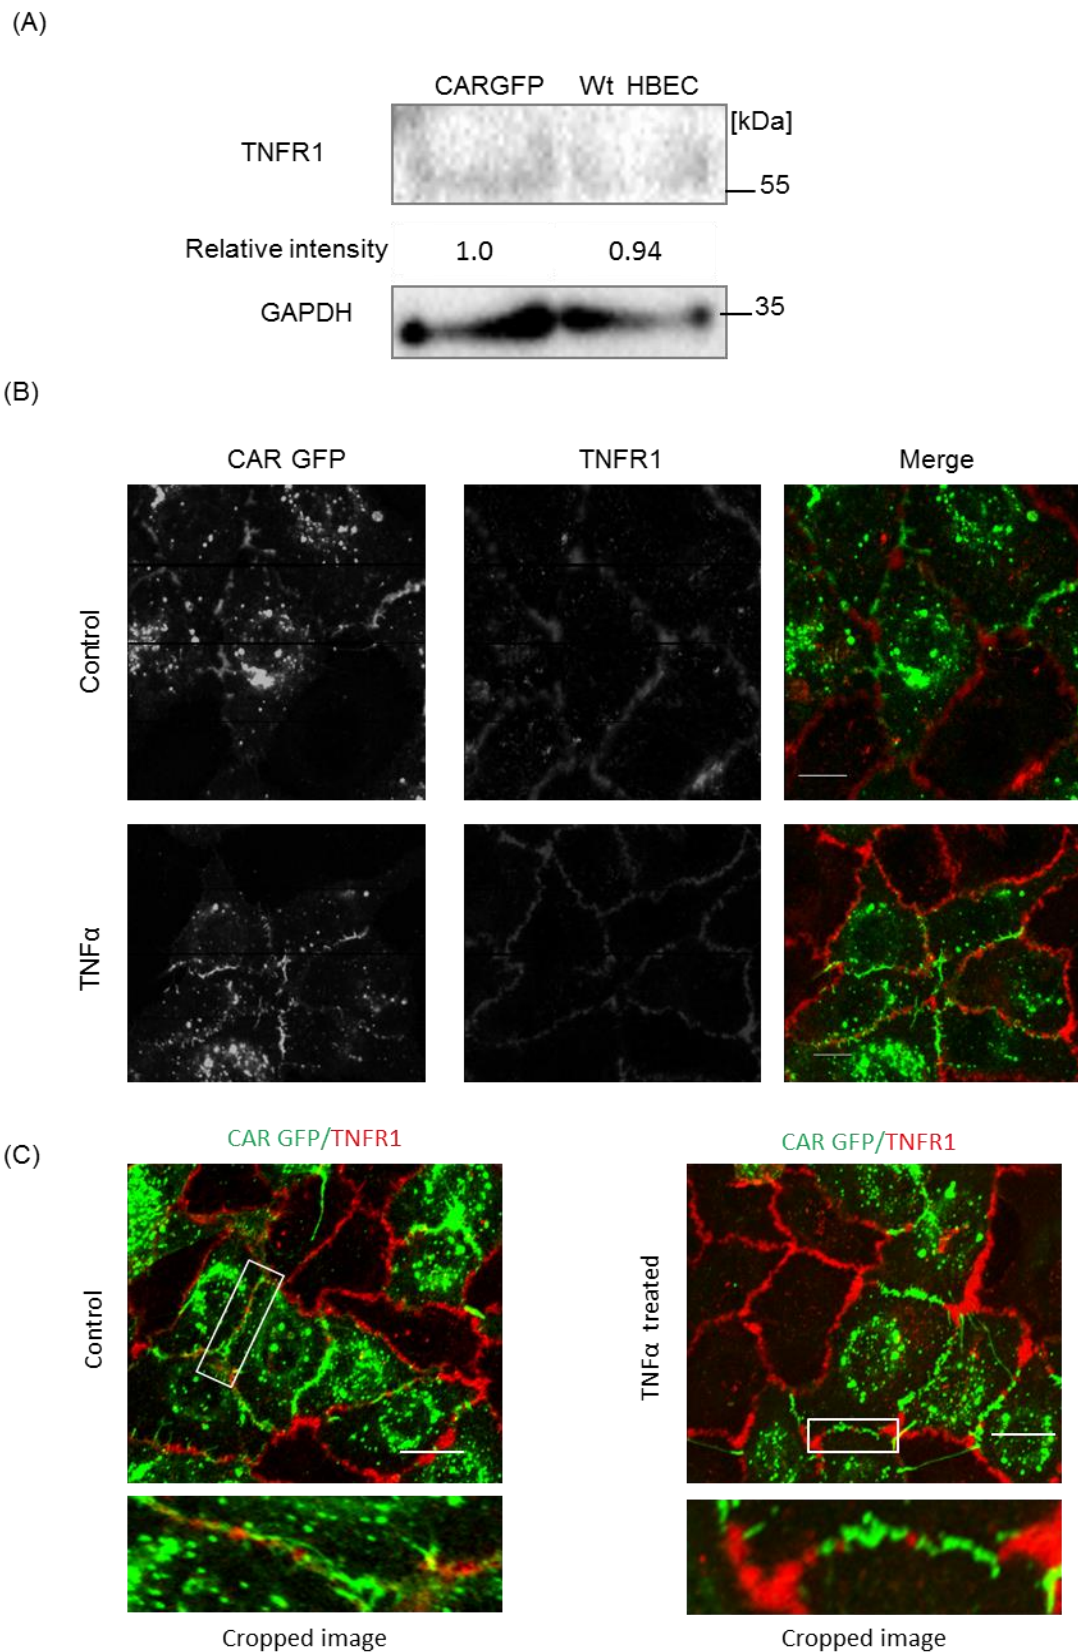 (A)
CARGFP Wt HBEC
[kDa]
TNFR1
55
Relative intensity 1.0 0.94
GAPDH
35
(B)
CAR GFP TNFR1 Merge
Control
TNFα
(C)
CAR GFP/TNFR1 CAR GFP/TNFR1
Control
TNFα treated
Cropped image Cropped image